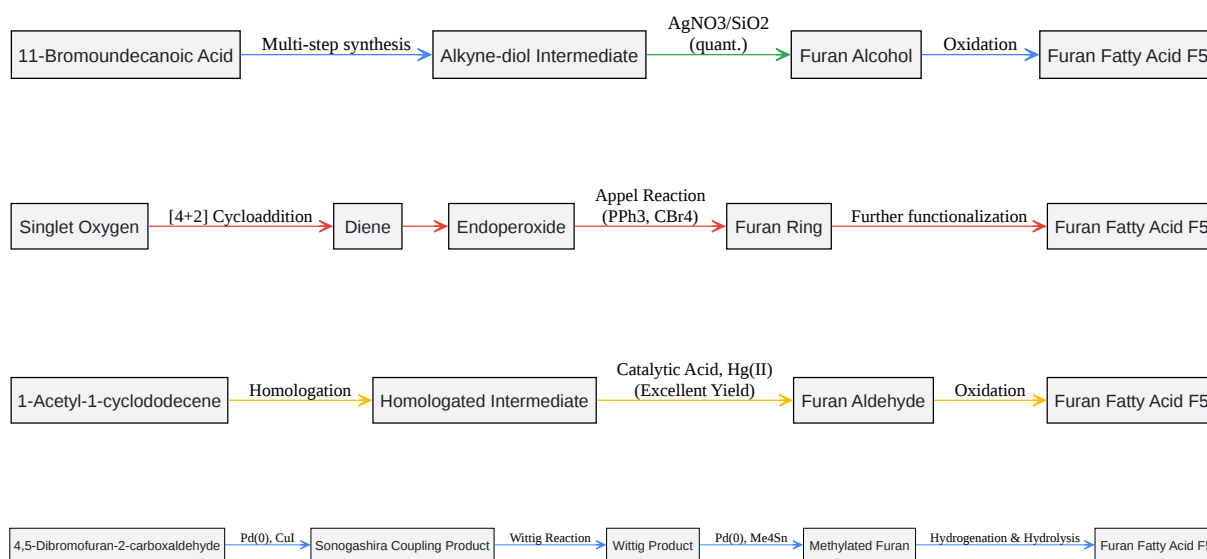 AgNO3/SiO2
11-Bromoundecanoic Acid Multi-step synthesis Alkyne-diol Intermediate (quant.) Furan Alcohol Oxidation Furan Fatty Acid F5
Appel Reaction
Singlet Oxygen [4+2] Cycloaddition Diene Endoperoxide (PPh3, CBr4) Furan Ring Further functionalization Furan Fatty Acid F5
Catalytic Acid, Hg(II)
1-Acetyl-1-cyclododecene Homologation Homologated Intermediate (Excellent Yield) Furan Aldehyde Oxidation Furan Fatty Acid F5
4,5-Dibromofuran-2-carboxaldehyde Pd(0), CuI Sonogashira Coupling Product Wittig Reaction Wittig Product Pd(0), Me4Sn Methylated Furan Hydrogenation & Hydrolysis Furan Fatty Acid F5